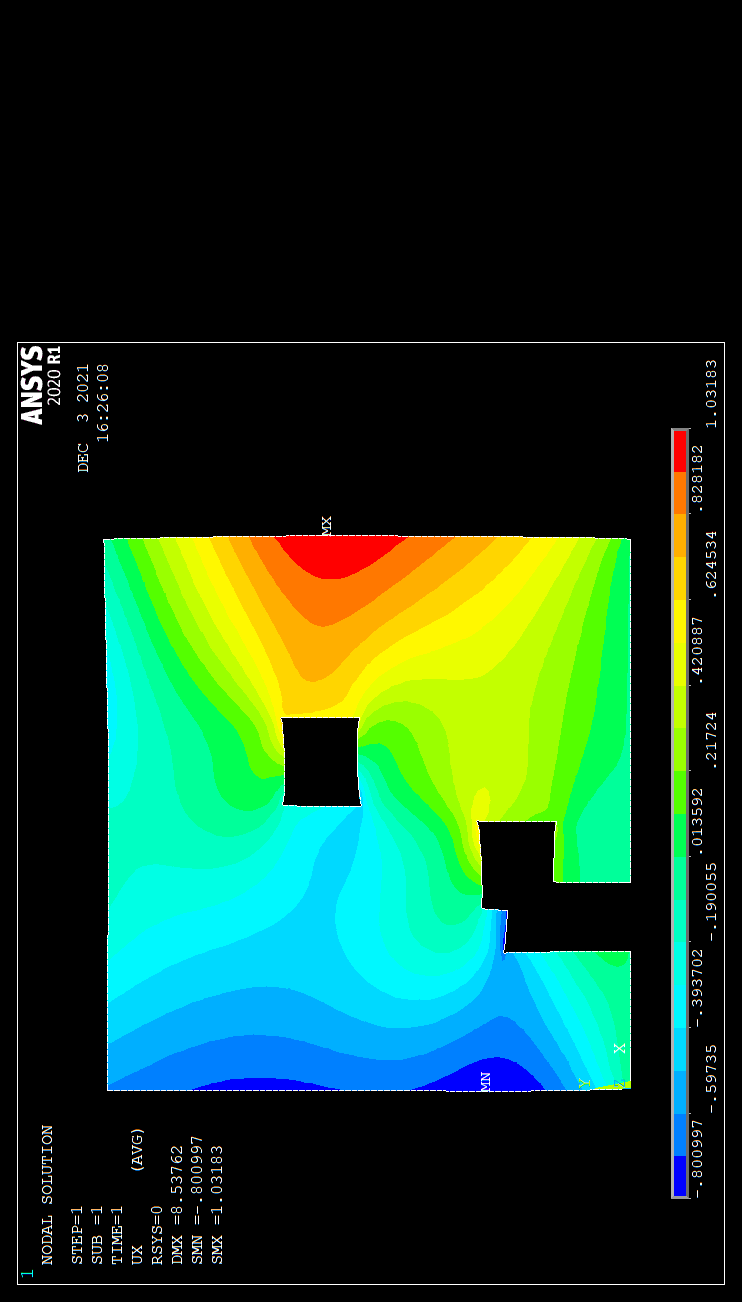 1
NODAL SOLUTION
STEP=1
SUB =1
TIME=1
UX (AVG)
RSYS=0
DMX =8.53762
SMN =-.800997
SMX =1.03183
ANSYS
2020 R1
DEC 3 2021
16:26:08
MX
MN
Y
Z X
-.800997
-.59735
-.393702
-.190055
.013592
.21724
.420887
.624534
.828182
1.03183